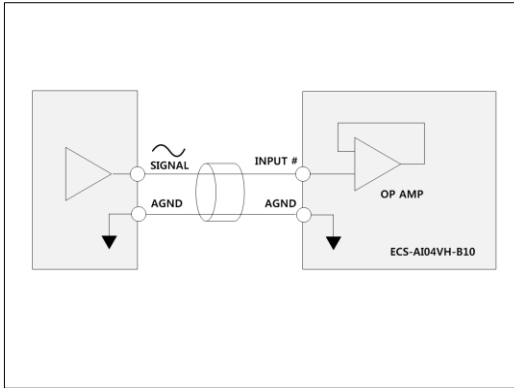 SIGNAL
INPUT #
OP AMP
AGND
AGND
ECS-AI04VH-B10